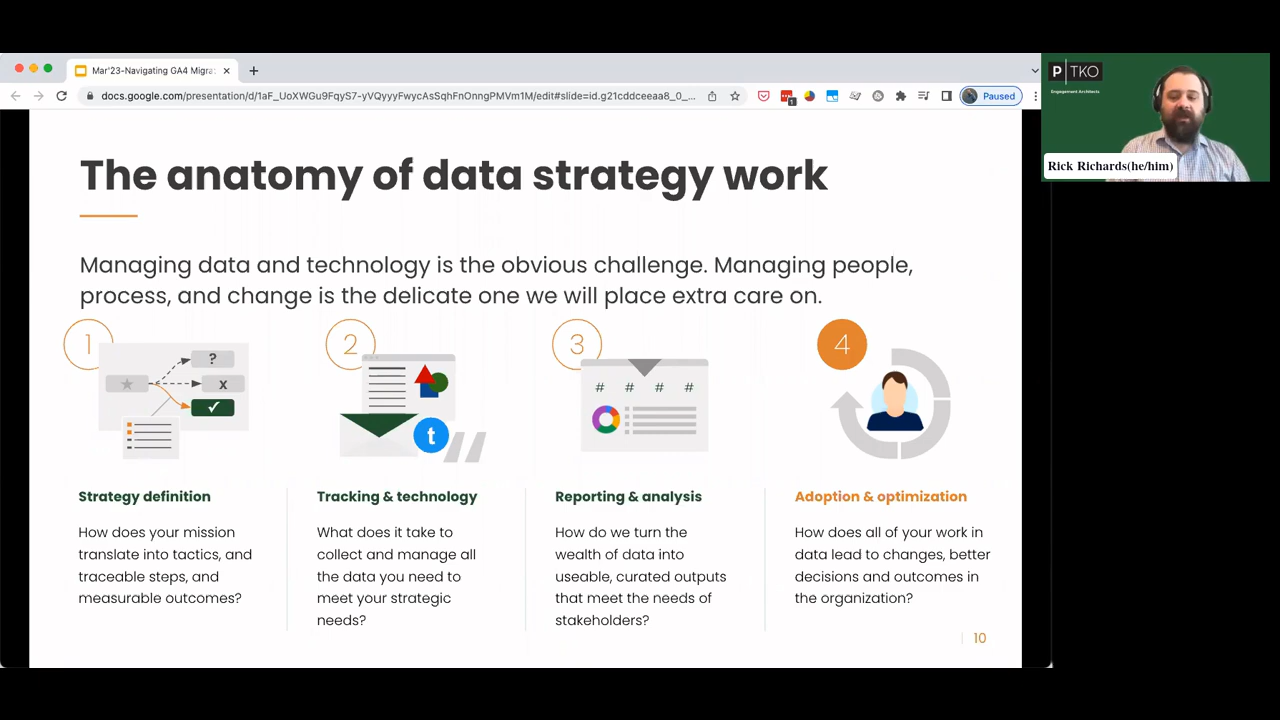 Mar'23-Navigating GA4 Migra
docs.google.com/presentation/d/1aF_UoXWGu9FqyS7-VVQvvyFwycAsSqhFnOnngPMVm1M/edit#slide=id.g21cddceeaa8_0_...
1
Paused
P TKO
Engagement Architects
Rick Richards(he/him)
The anatomy of data strategy work
Managing data and technology is the obvious challenge. Managing people,
process, and change is the delicate one we will place extra care on.
1
2
3
4
?
x
t
# # # #
Strategy definition
How does your mission
translate into tactics, and
traceable steps, and
measurable outcomes?
Tracking & technology
What does it take to
collect and manage all
the data you need to
meet your strategic
needs?
Reporting & analysis
How do we turn the
wealth of data into
useable, curated outputs
that meet the needs of
stakeholders?
Adoption & optimization
How does all of your work in
data lead to changes, better
decisions and outcomes in
the organization?
10